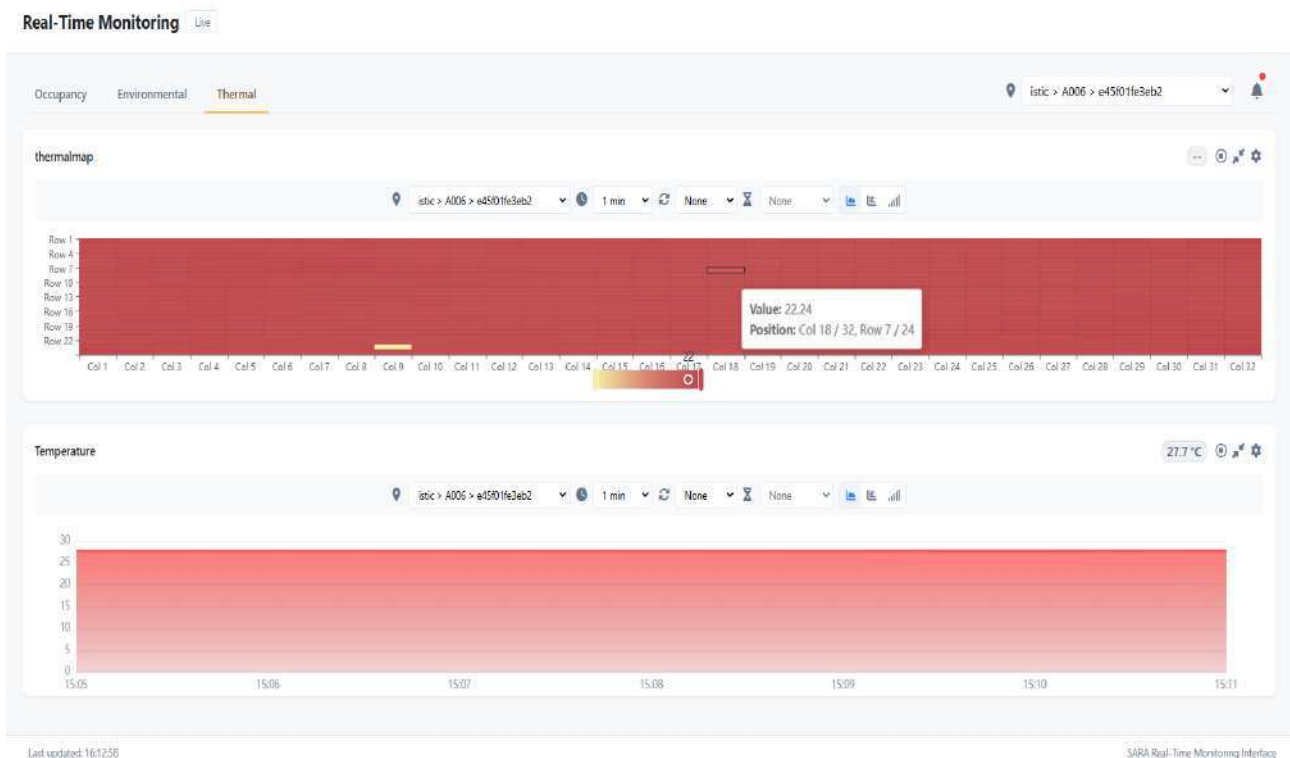 Real-Time Monitoring Live
Occupancy Environmental Thermal istic > A006 > e45f01fe3eb2
thermalmap --
istic > A006 > e45f01fe3eb2 1 min None None
Row 1
Row 4
Row 7
Row 10
Row 13
Row 16
Row 19
Row 22
Value: 22.24
Position: Col 18 / 32, Row 7 / 24
22
Col 1 Col 2 Col 3 Col 4 Col 5 Col 6 Col 7 Col 8 Col 9 Col 10 Col 11 Col 12 Col 13 Col 14 Col 15 Col 16 Col 17 Col 18 Col 19 Col 20 Col 21 Col 22 Col 23 Col 24 Col 25 Col 26 Col 27 Col 28 Col 29 Col 30 Col 31 Col 32
Temperature 27.7 °C
istic > A006 > e45f01fe3eb2 1 min None None
30
25
20
15
10
5
0
15:05 15:06 15:07 15:08 15:09 15:10 15:11
Last updated: 16:12:58 SARA Real-Time Monitoring Interface